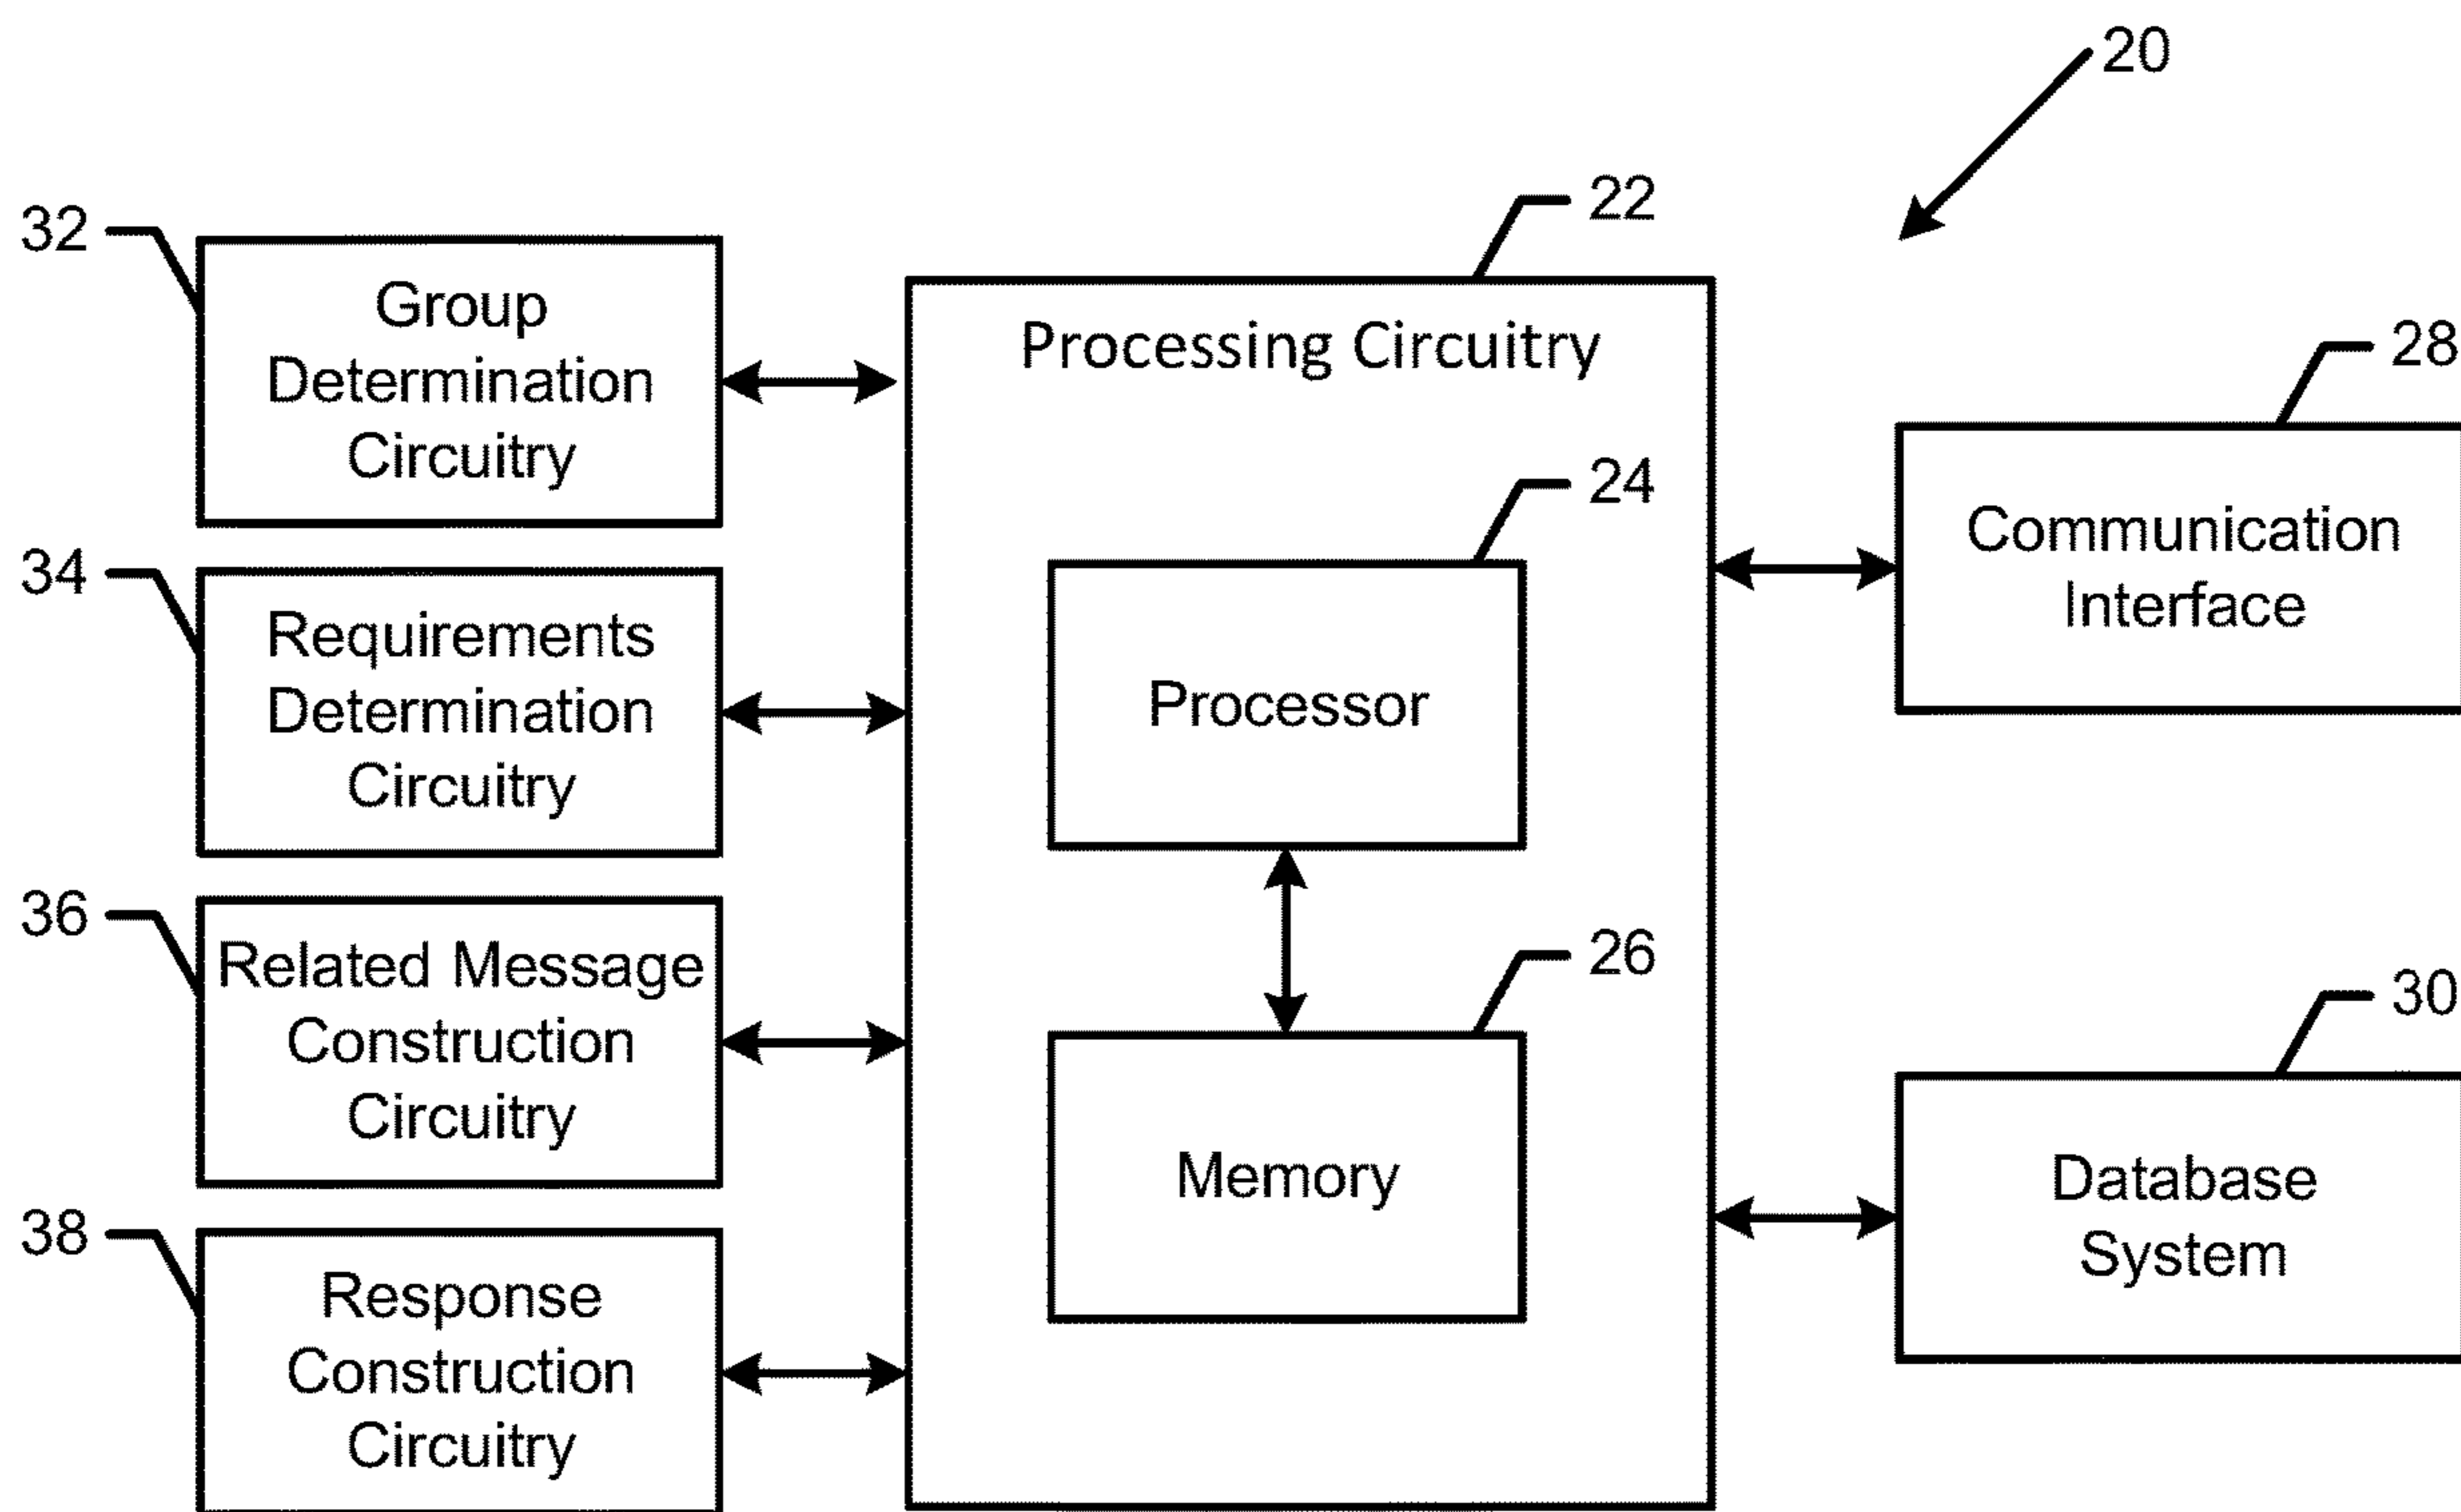 20
22
32
Group
Determination
Circuitry
Processing Circuitry
28
24
Communication
Interface
34
Requirements
Determination
Circuitry
Processor
36
Related Message
Construction
Circuitry
26
Memory
30
Database
System
38
Response
Construction
Circuitry